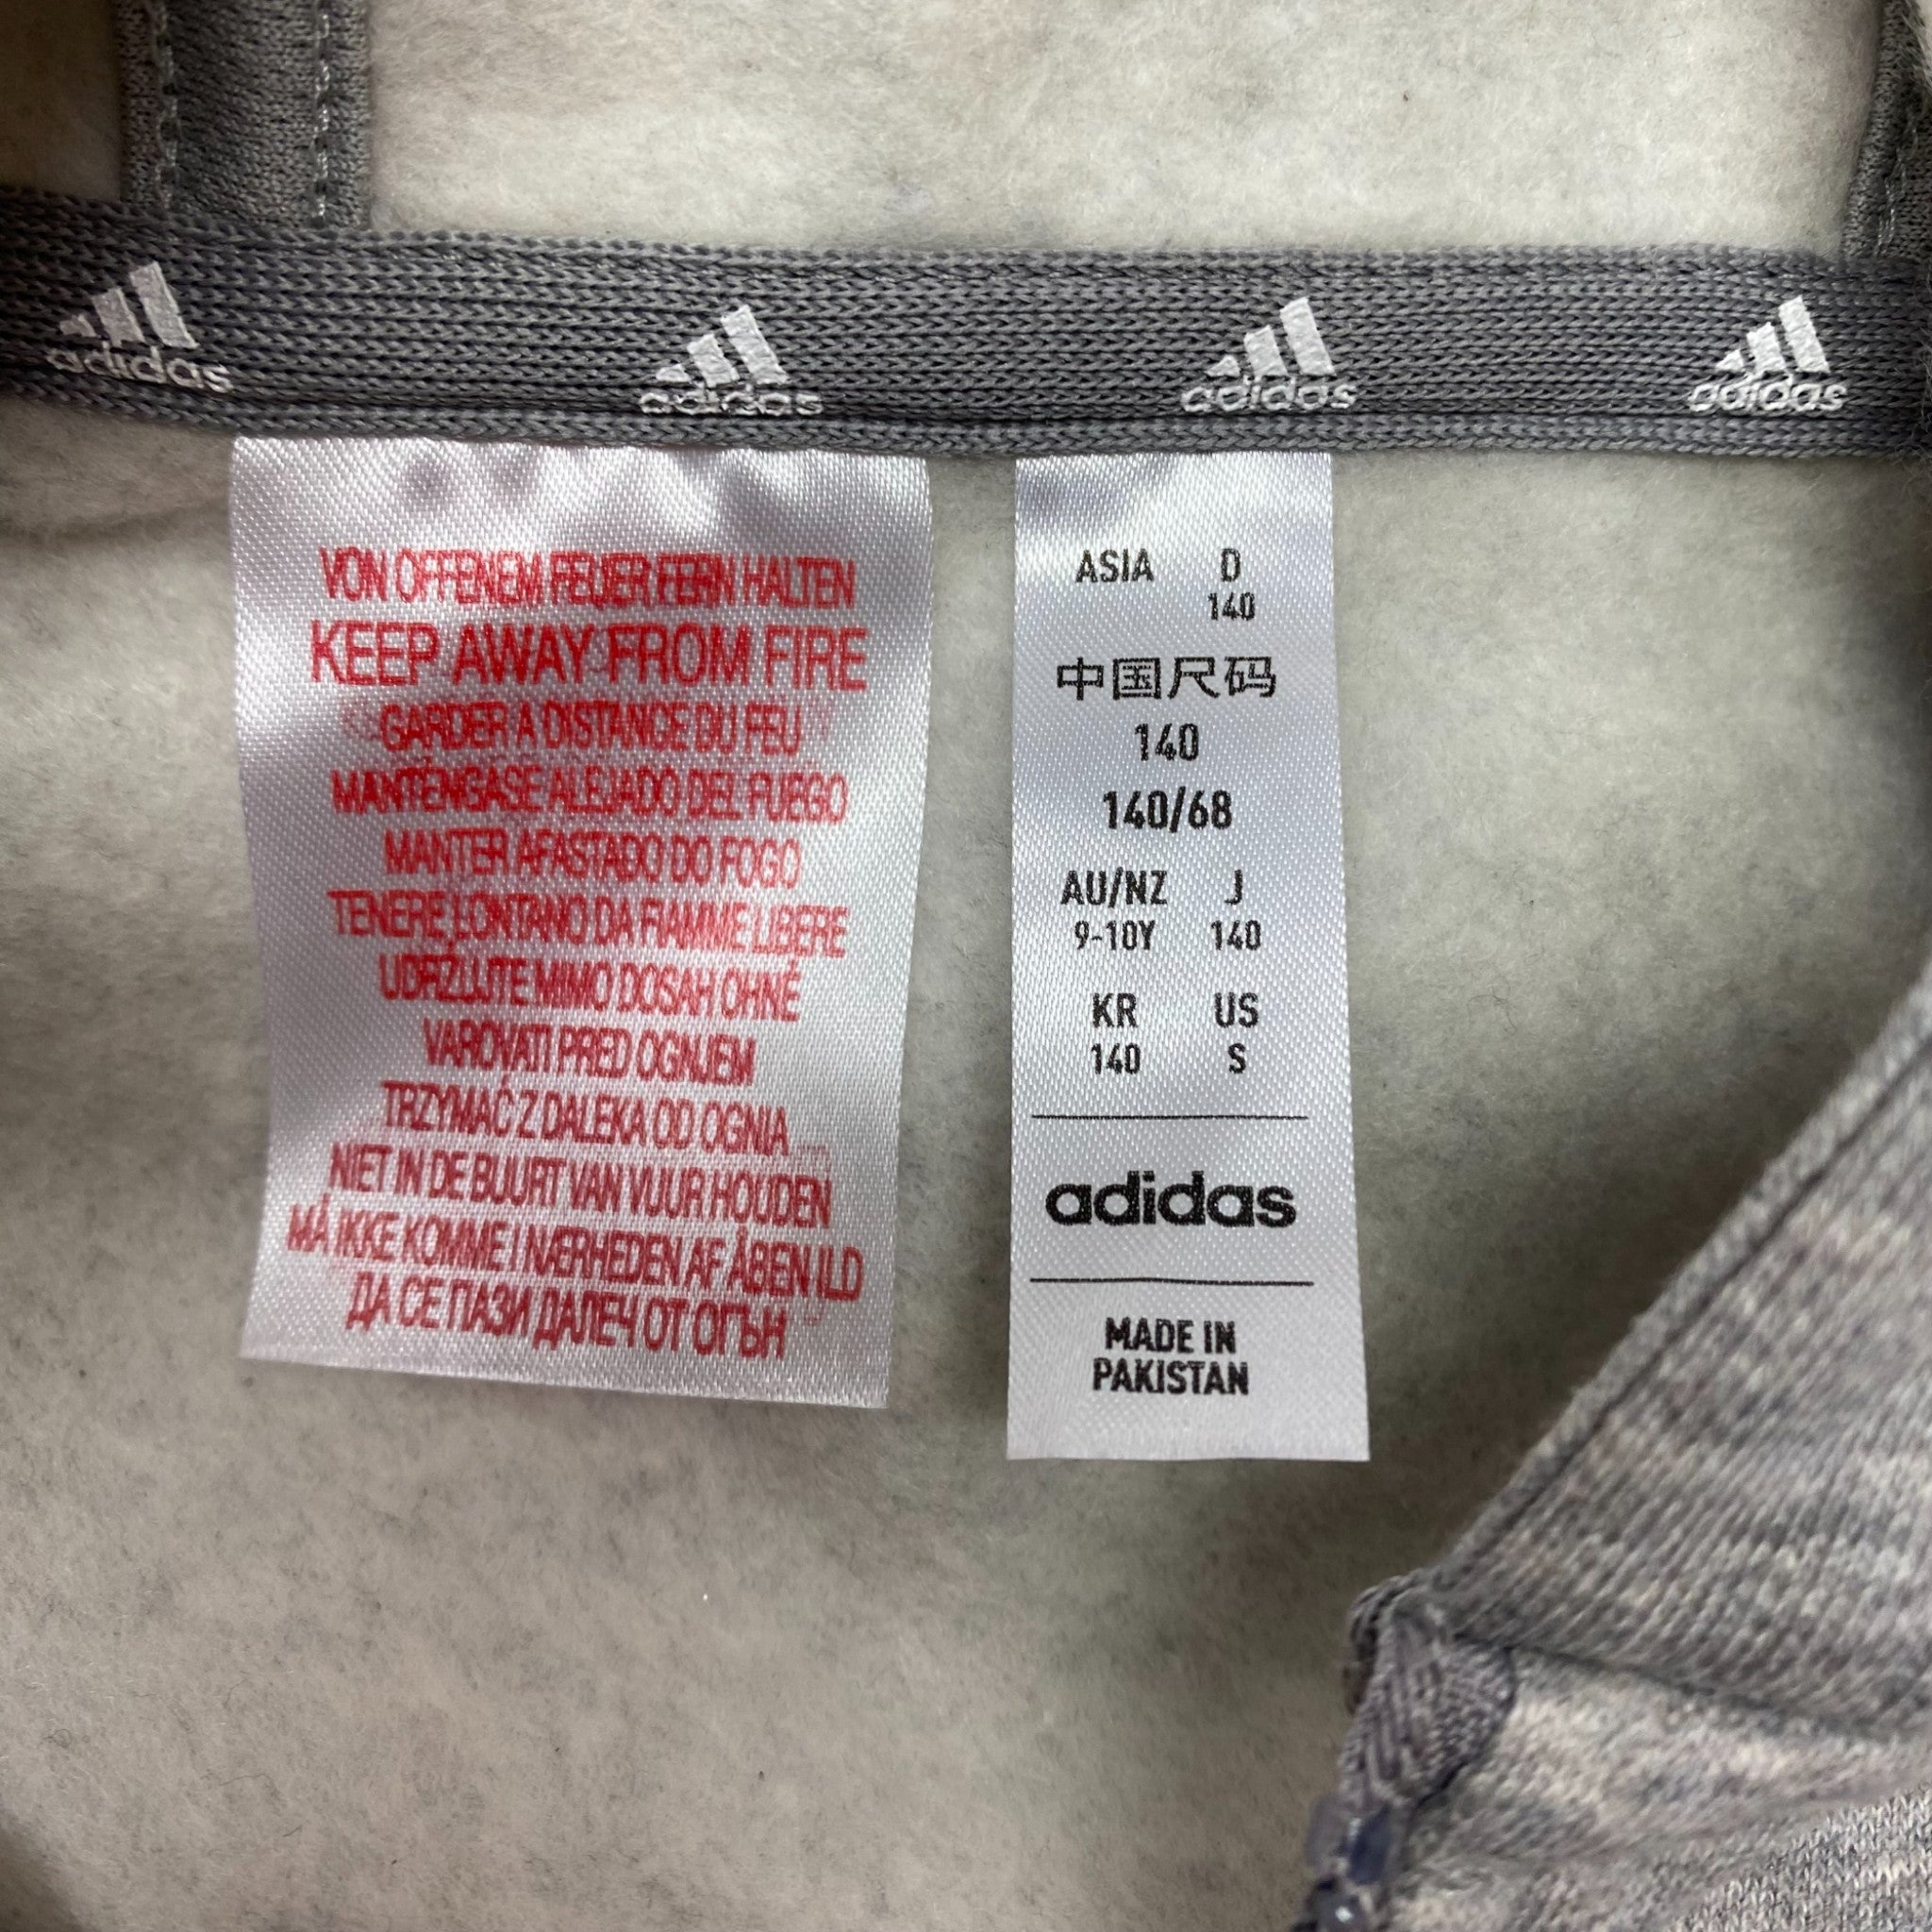 adidas adidas adidas adidas
VON OFFENEM FEUER FERN HALTEN
KEEP AWAY FROM FIRE
GARDER A DISTANCE DU FEU
MANTÉNGASE ALEJADO DEL FUEGO
MANTER AFASTADO DO FOGO
TENERE LONTANO DA FIAMME LIBERE
UDRŽUJTE MIMO DOSAH OHNĚ
VAROVATI PRED OGNJEM
TRZYMAĆ Z DALEKA OD OGNIA
NIET IN DE BUURT VAN VUUR HOUDEN
MÅ IKKE KOMME I NÆRHEDEN AF ÅBEN ILD
ДА СЕ ПАЗИ ДАЛЕЧ ОТ ОГЪН
ASIA D
140
中国尺码
140
140/68
AU/NZ J
9-10Y 140
KR US
140 S
adidas
MADE IN
PAKISTAN